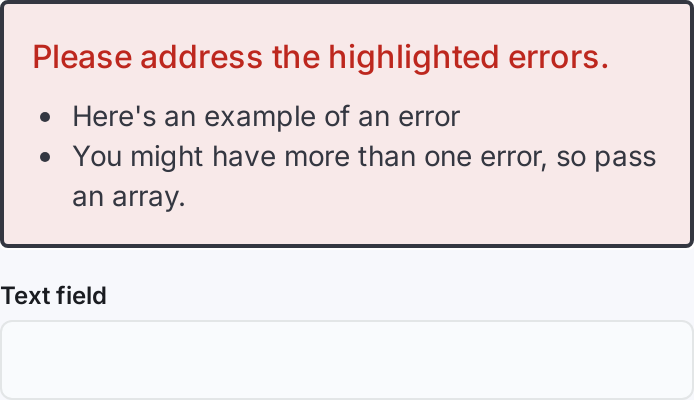 Please address the highlighted errors.
• Here's an example of an error
• You might have more than one error, so pass
an array.
Text field